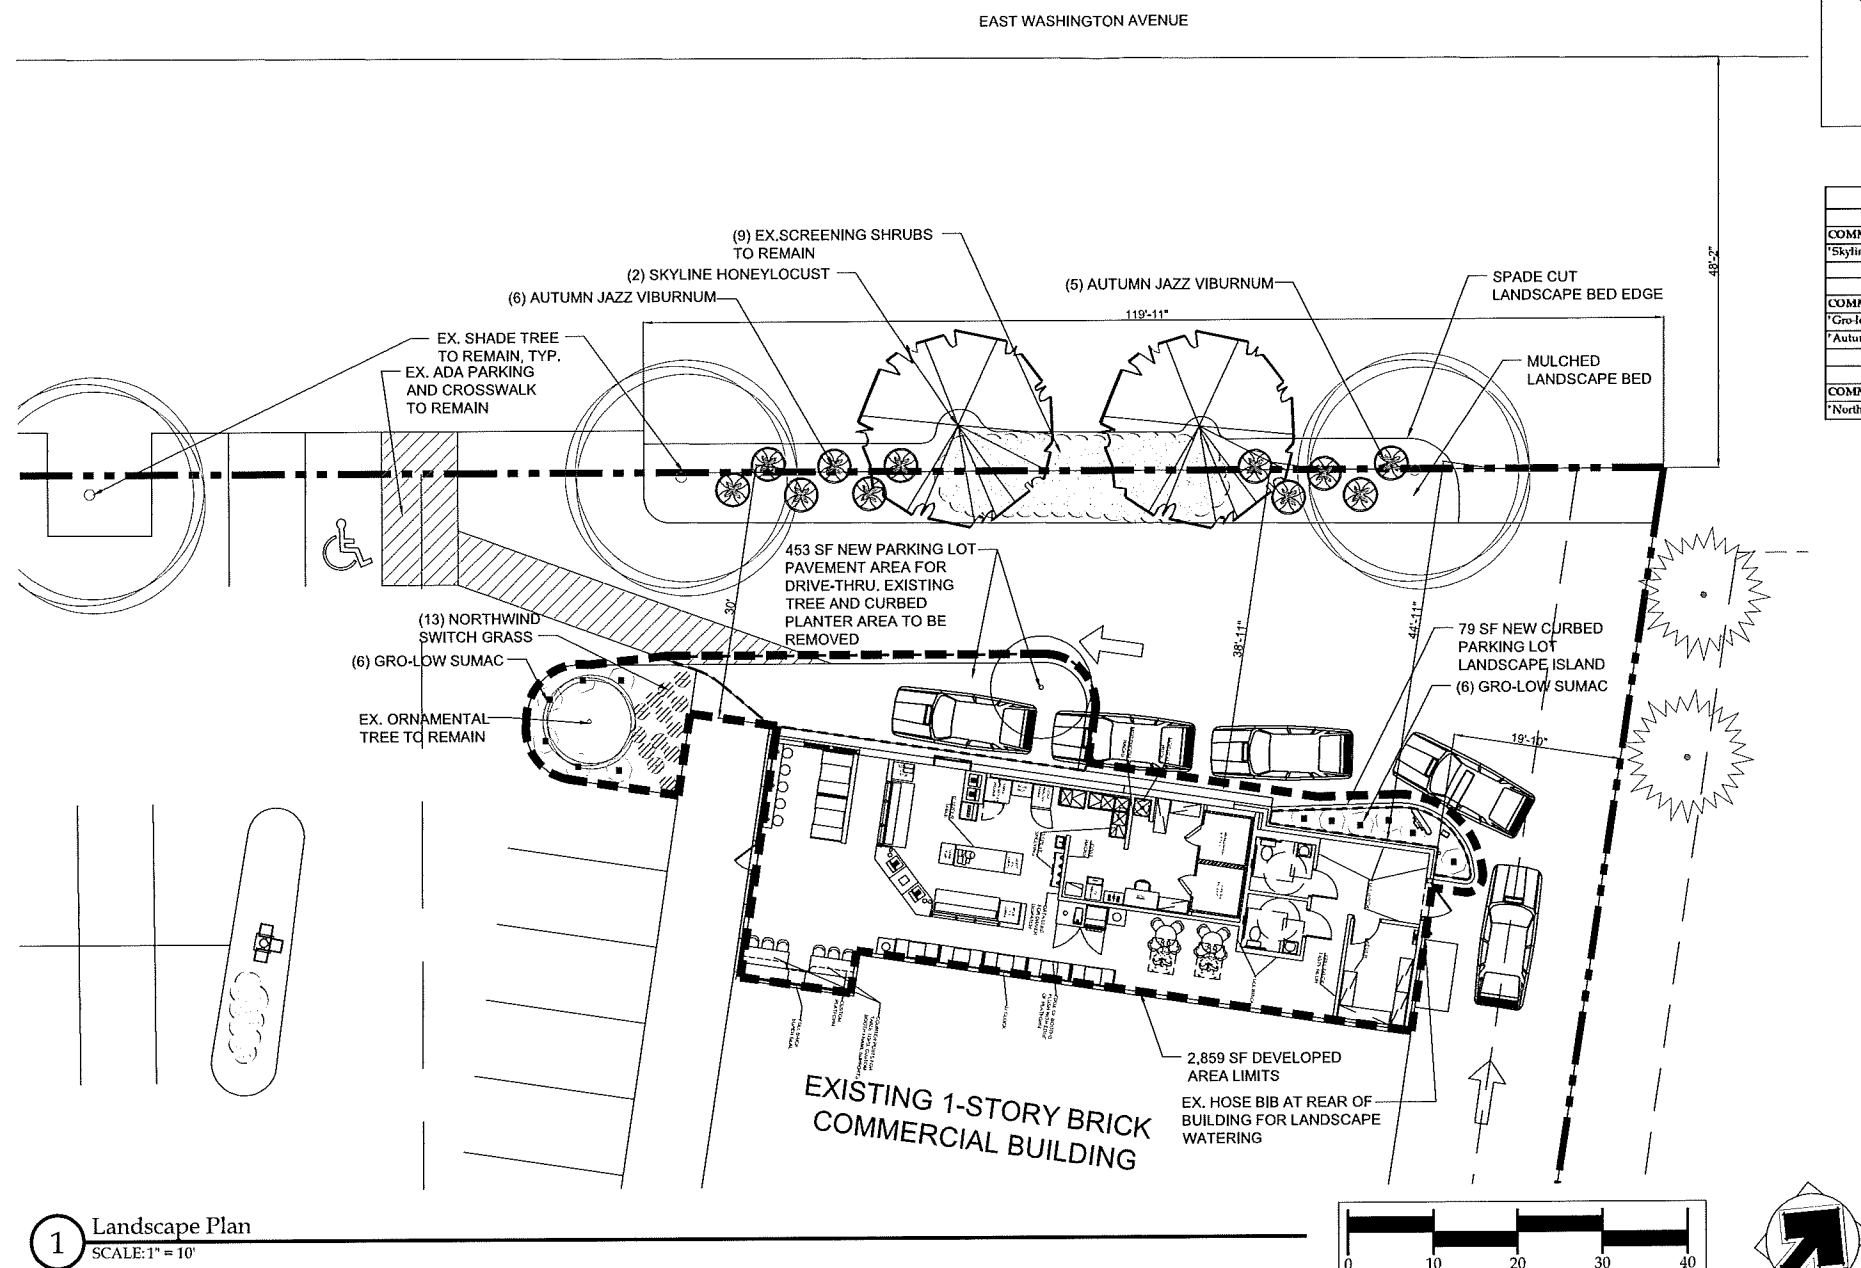 EAST WASHINGTON AVENUE
48'-2"
(9) EX.SCREENING SHRUBS
TO REMAIN
(2) SKYLINE HONEYLOCUST
(6) AUTUMN JAZZ VIBURNUM
(5) AUTUMN JAZZ VIBURNUM
SPADE CUT
LANDSCAPE BED EDGE
119'-11"
EX. SHADE TREE
TO REMAIN, TYP.
EX. ADA PARKING
AND CROSSWALK
TO REMAIN
MULCHED
LANDSCAPE BED
453 SF NEW PARKING LOT
PAVEMENT AREA FOR
DRIVE-THRU. EXISTING
TREE AND CURBED
PLANTER AREA TO BE
REMOVED
30'
38'-11"
44'-11"
(13) NORTHWIND
SWITCH GRASS
(6) GRO-LOW SUMAC
EX. ORNAMENTAL
TREE TO REMAIN
79 SF NEW CURBED
PARKING LOT
LANDSCAPE ISLAND
(6) GRO-LOW SUMAC
19'-10"
2,859 SF DEVELOPED
AREA LIMITS
EX. HOSE BIB AT REAR OF
BUILDING FOR LANDSCAPE
WATERING
EXISTING 1-STORY BRICK
COMMERCIAL BUILDING
1
Landscape Plan
SCALE: 1" = 10'
0 10 20 30 40